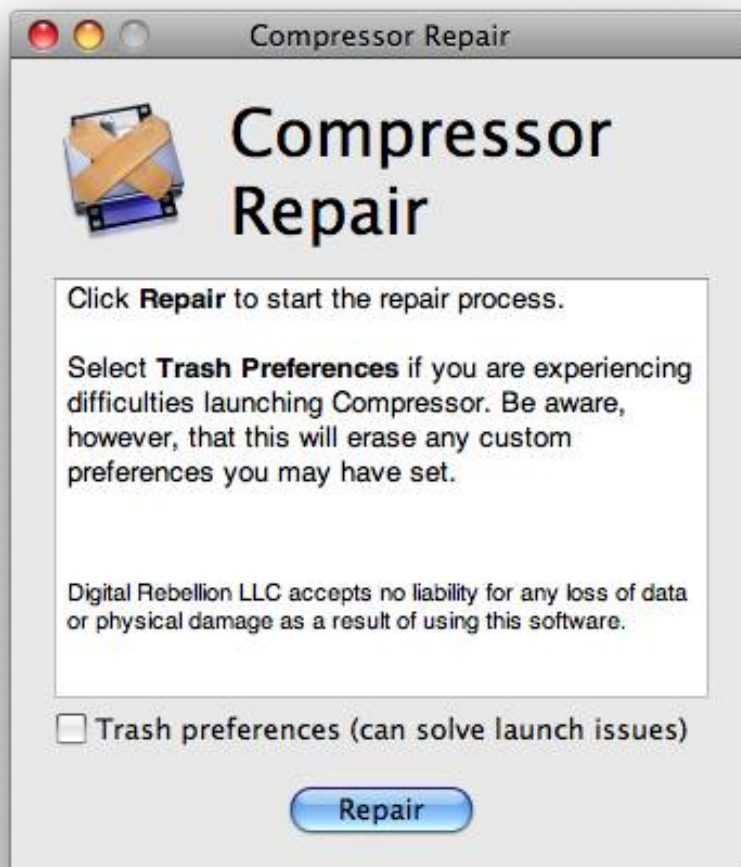 Compressor Repair
Compressor
Repair
Click Repair to start the repair process.
Select Trash Preferences if you are experiencing
difficulties launching Compressor. Be aware,
however, that this will erase any custom
preferences you may have set.
Digital Rebellion LLC accepts no liability for any loss of data
or physical damage as a result of using this software.
Trash preferences (can solve launch issues)
Repair